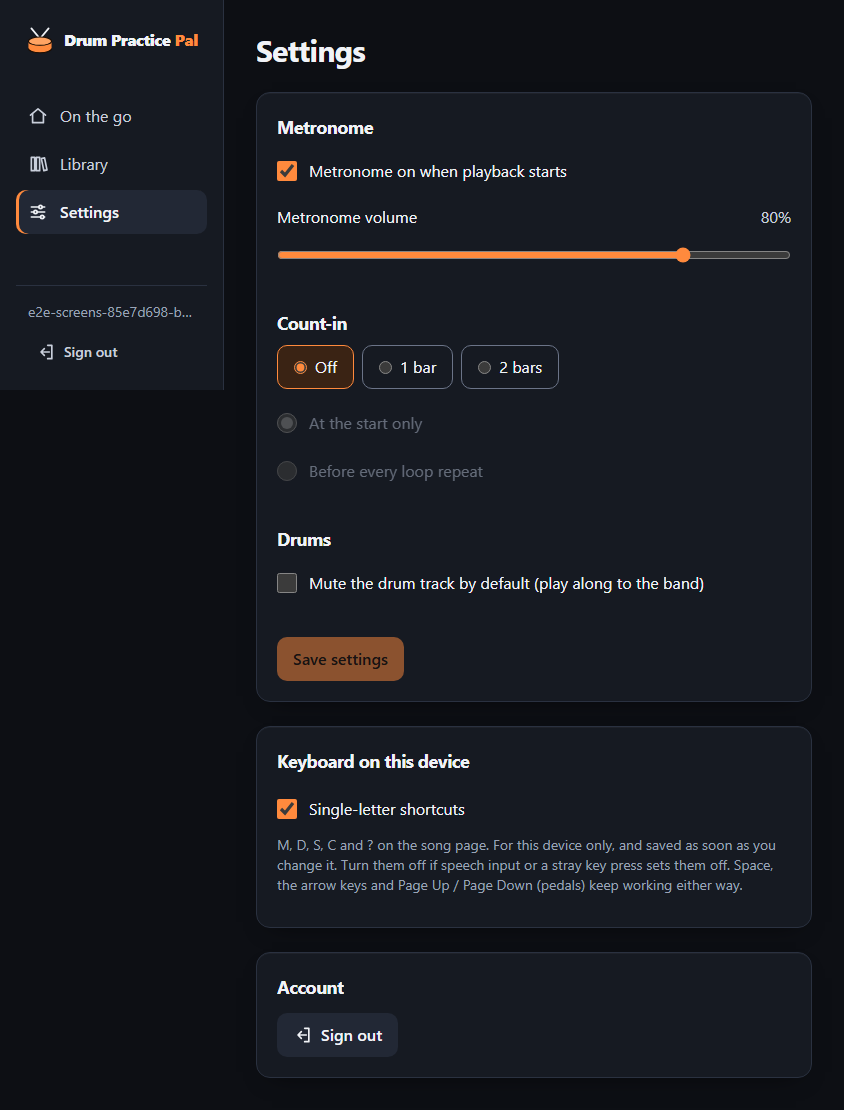 Drum Practice Pal
On the go
Library
Settings
e2e-screens-85e7d698-b...
Sign out
Settings
Metronome
Metronome on when playback starts
Metronome volume 80%
Count-in
Off 1 bar 2 bars
At the start only
Before every loop repeat
Drums
Mute the drum track by default (play along to the band)
Save settings
Keyboard on this device
Single-letter shortcuts
M, D, S, C and ? on the song page. For this device only, and saved as soon as you
change it. Turn them off if speech input or a stray key press sets them off. Space,
the arrow keys and Page Up / Page Down (pedals) keep working either way.
Account
Sign out